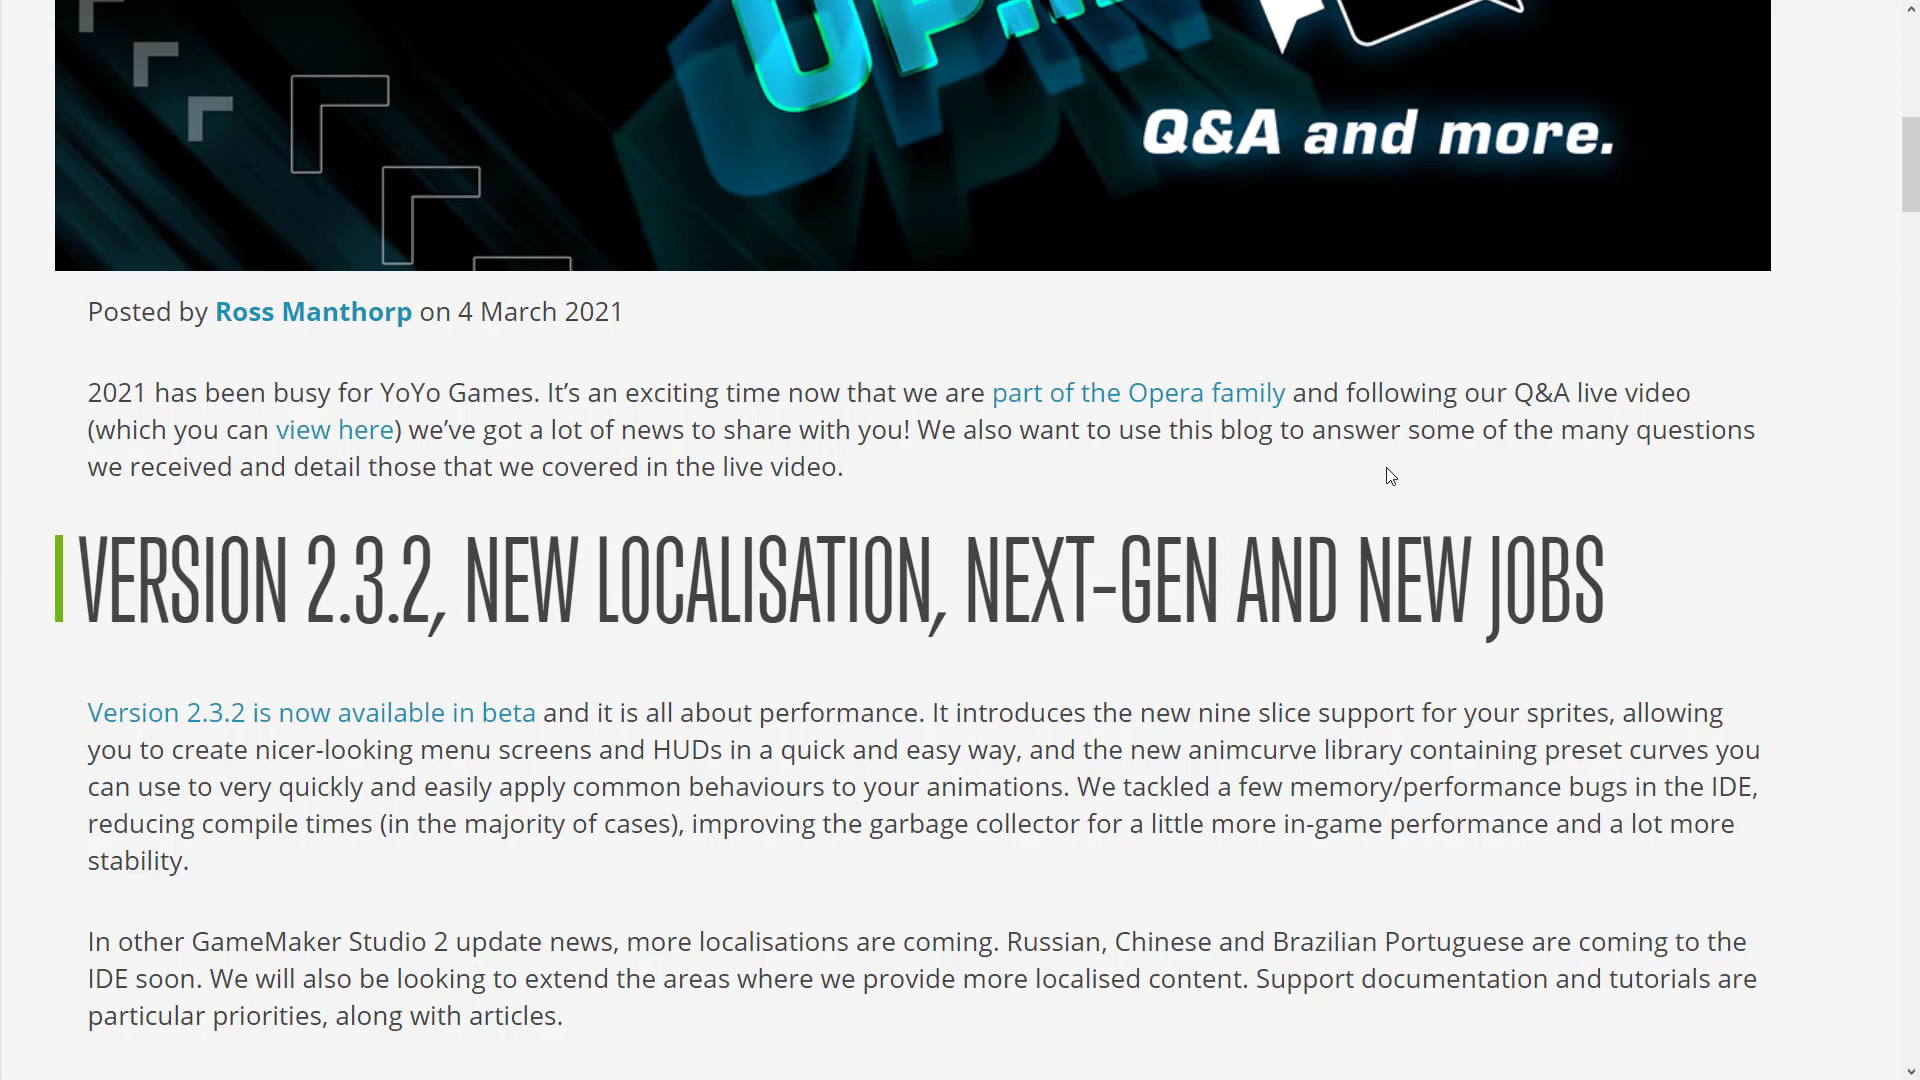 Q&A and more.
Posted by Ross Manthorp on 4 March 2021
2021 has been busy for YoYo Games. It’s an exciting time now that we are part of the Opera family and following our Q&A live video
(which you can view here) we’ve got a lot of news to share with you! We also want to use this blog to answer some of the many questions
we received and detail those that we covered in the live video.
VERSION 2.3.2, NEW LOCALISATION, NEXT-GEN AND NEW JOBS
Version 2.3.2 is now available in beta and it is all about performance. It introduces the new nine slice support for your sprites, allowing
you to create nicer-looking menu screens and HUDs in a quick and easy way, and the new animcurve library containing preset curves you
can use to very quickly and easily apply common behaviours to your animations. We tackled a few memory/performance bugs in the IDE,
reducing compile times (in the majority of cases), improving the garbage collector for a little more in-game performance and a lot more
stability.
In other GameMaker Studio 2 update news, more localisations are coming. Russian, Chinese and Brazilian Portuguese are coming to the
IDE soon. We will also be looking to extend the areas where we provide more localised content. Support documentation and tutorials are
particular priorities, along with articles.